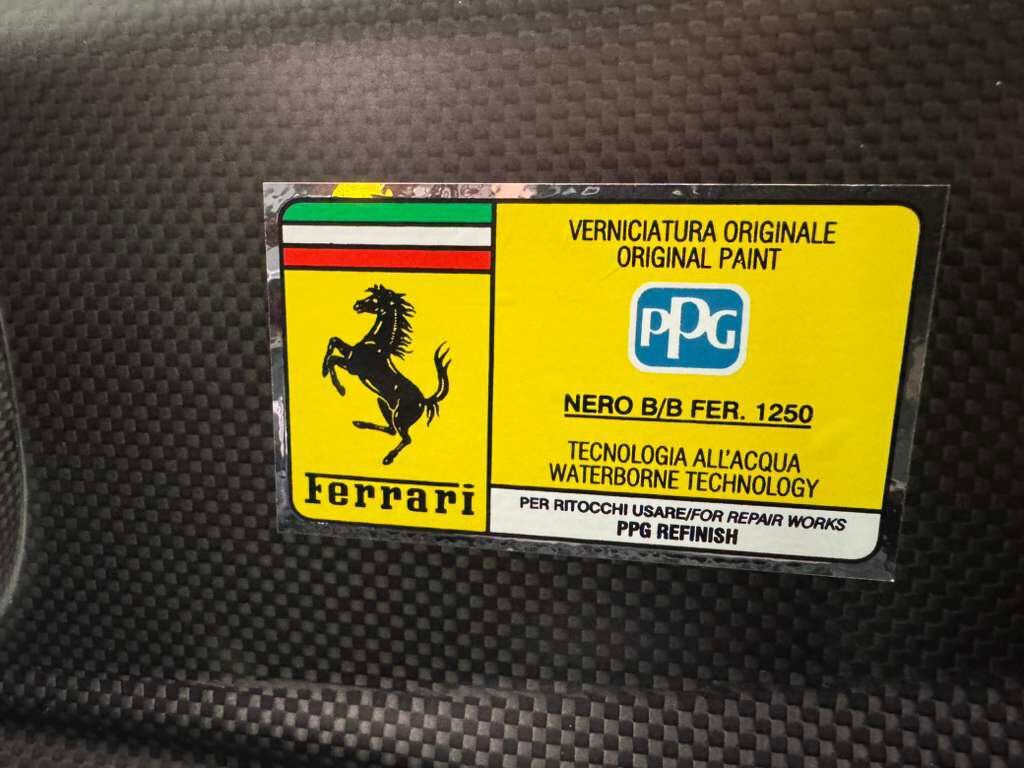 Ferrari
VERNICIATURA ORIGINALE
ORIGINAL PAINT
PPG
NERO B/B FER. 1250
TECNOLOGIA ALL'ACQUA
WATERBORNE TECHNOLOGY
PER RITOCCHI USARE/FOR REPAIR WORKS
PPG REFINISH